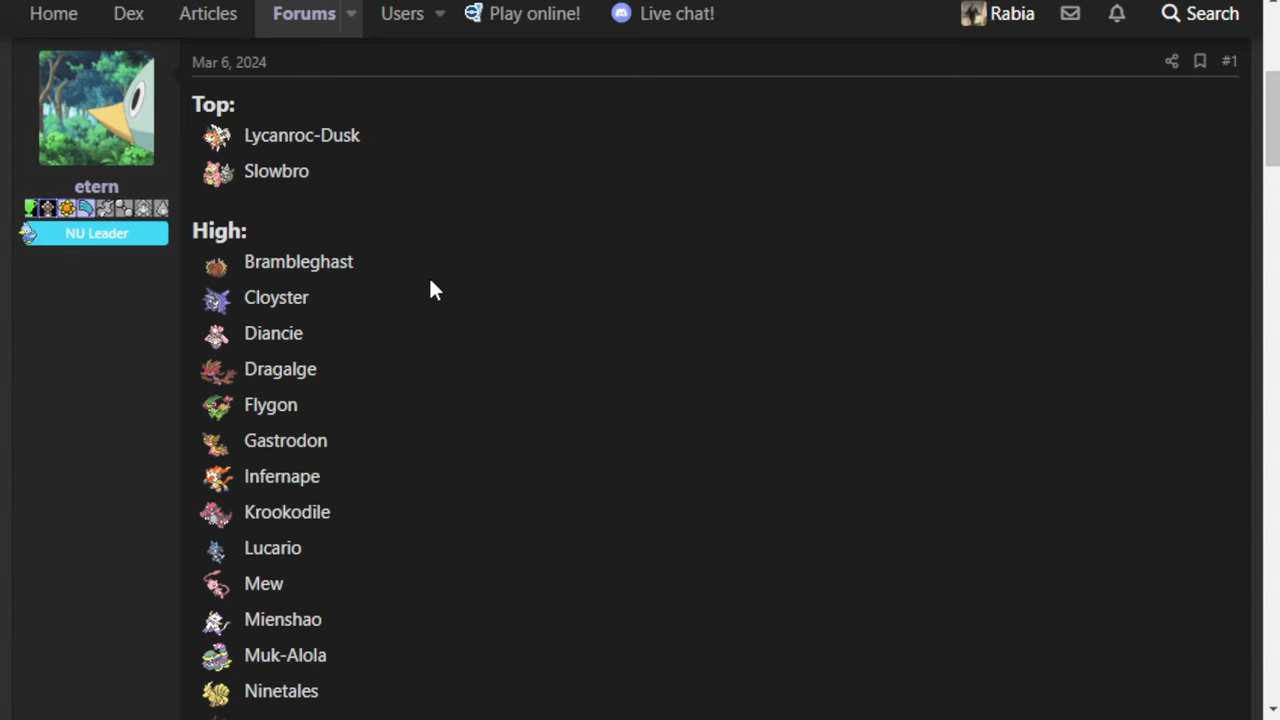 Home Dex Articles Forums Users Play online! Live chat! Rabia Search
Mar 6, 2024 #1
Top:
Lycanroc-Dusk
Slowbro
etern
NU Leader
High:
Brambleghast
Cloyster
Diancie
Dragalge
Flygon
Gastrodon
Infernape
Krookodile
Lucario
Mew
Mienshao
Muk-Alola
Ninetales